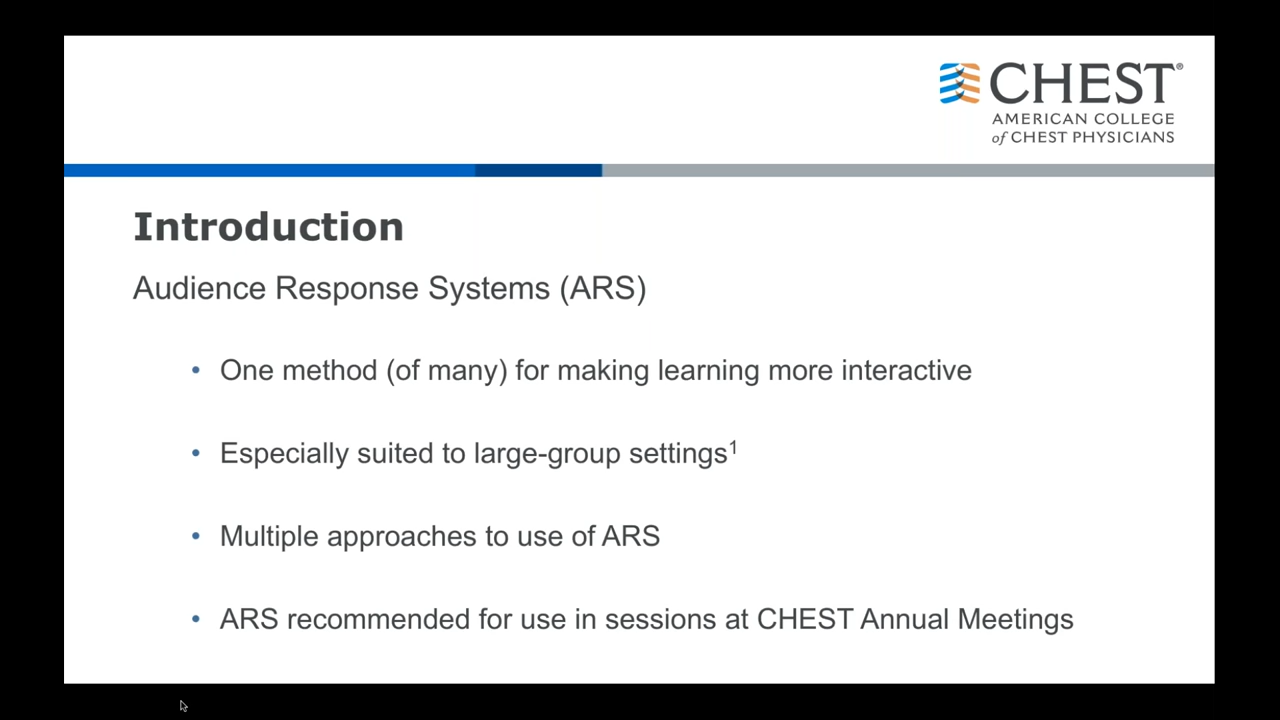 CHEST®
AMERICAN COLLEGE
of CHEST PHYSICIANS
Introduction
Audience Response Systems (ARS)
• One method (of many) for making learning more interactive
• Especially suited to large-group settings¹
• Multiple approaches to use of ARS
• ARS recommended for use in sessions at CHEST Annual Meetings